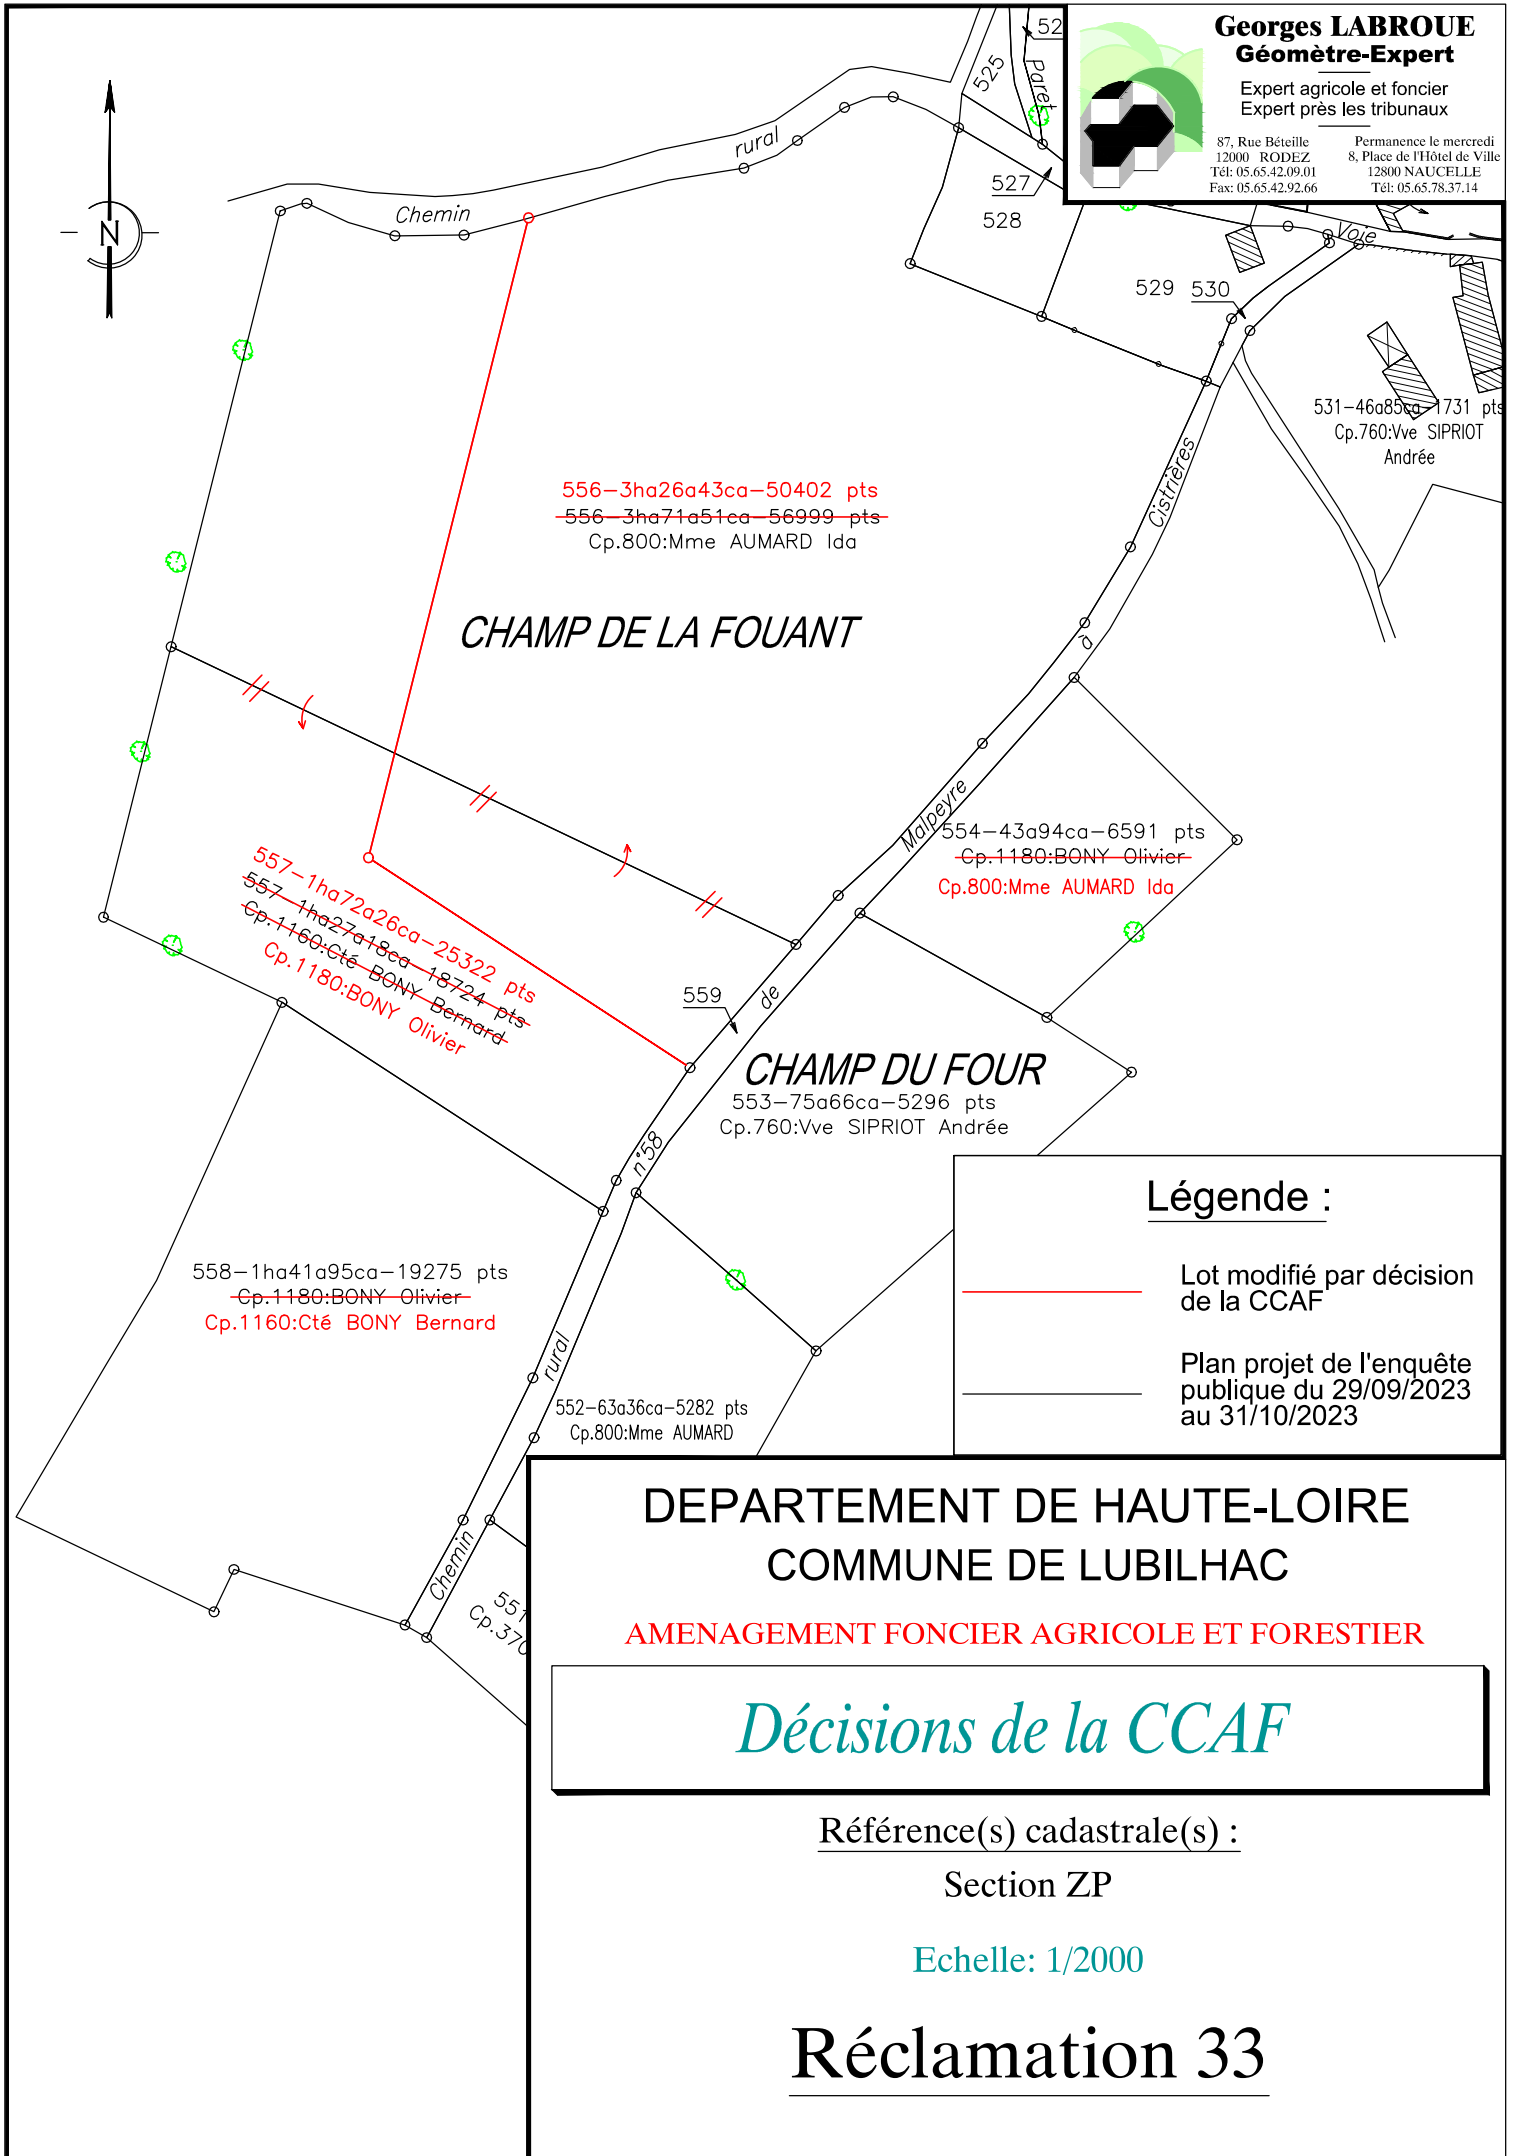 Georges LABROUE
Géomètre-Expert
Expert agricole et foncier
Expert près les tribunaux
87, Rue Béteille
12000 RODEZ
Tél: 05.65.42.09.01
Fax: 05.65.42.92.66
Permanence le mercredi
8, Place de l'Hôtel de Ville
12800 NAUCELLE
Tél: 05.65.78.37.14
N
Chemin
rural
525
52
Paret
527
528
529
530
Voie
531-46a85ca-1731 pts
Cp.760:Vve SIPRIOT
Andrée
556-3ha26a43ca-50402 pts
556-3ha71a51ca-56999 pts
Cp.800:Mme AUMARD Ida
CHAMP DE LA FOUANT
Cistrières
à
Malpeyre
de
n°58
rural
Chemin
554-43a94ca-6591 pts
Cp.1180:BONY Olivier
Cp.800:Mme AUMARD Ida
557-1ha72a26ca-25322 pts
557-1ha27a18ca-18724 pts
Cp.1160:Cté BONY Bernard
Cp.1180:BONY Olivier
559
CHAMP DU FOUR
553-75a66ca-5296 pts
Cp.760:Vve SIPRIOT Andrée
558-1ha41a95ca-19275 pts
Cp.1180:BONY Olivier
Cp.1160:Cté BONY Bernard
552-63a36ca-5282 pts
Cp.800:Mme AUMARD
551
Cp.370
Légende :
Lot modifié par décision
de la CCAF
Plan projet de l'enquête
publique du 29/09/2023
au 31/10/2023
DEPARTEMENT DE HAUTE-LOIRE
COMMUNE DE LUBILHAC
AMENAGEMENT FONCIER AGRICOLE ET FORESTIER
Décisions de la CCAF
Référence(s) cadastrale(s) :
Section ZP
Echelle: 1/2000
Réclamation 33